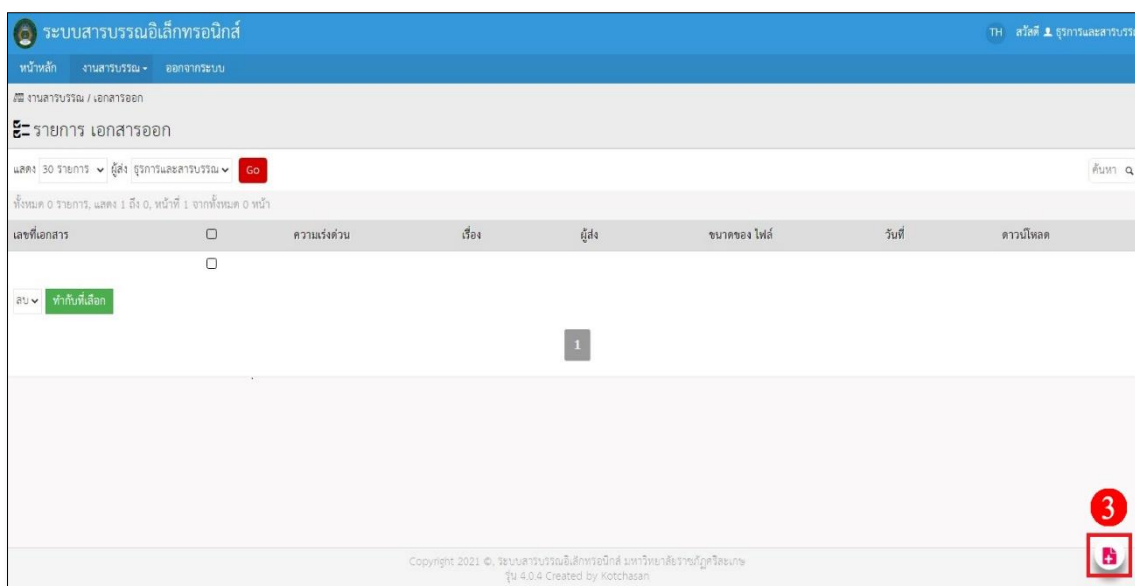 ระบบสารบรรณอิเล็กทรอนิกส์
TH สวัสดี ธุรการและสารบรรณ
หน้าหลัก งานสารบรรณ ออกจากระบบ
งานสารบรรณ / เอกสารออก
รายการ เอกสารออก
แสดง 30 รายการ ผู้ส่ง ธุรการและสารบรรณ Go ค้นหา
ทั้งหมด 0 รายการ, แสดง 1 ถึง 0, หน้าที่ 1 จากทั้งหมด 0 หน้า
เลขที่เอกสาร ความเร่งด่วน เรื่อง ผู้ส่ง ขนาดของ ไฟล์ วันที่ ดาวน์โหลด
ลบ ทำกับที่เลือก
1
3
Copyright 2021 ©, ระบบสารบรรณอิเล็กทรอนิกส์ มหาวิทยาลัยราชภัฏศรีสะเกษ
รุ่น 4.0.4 Created by Kotchasan